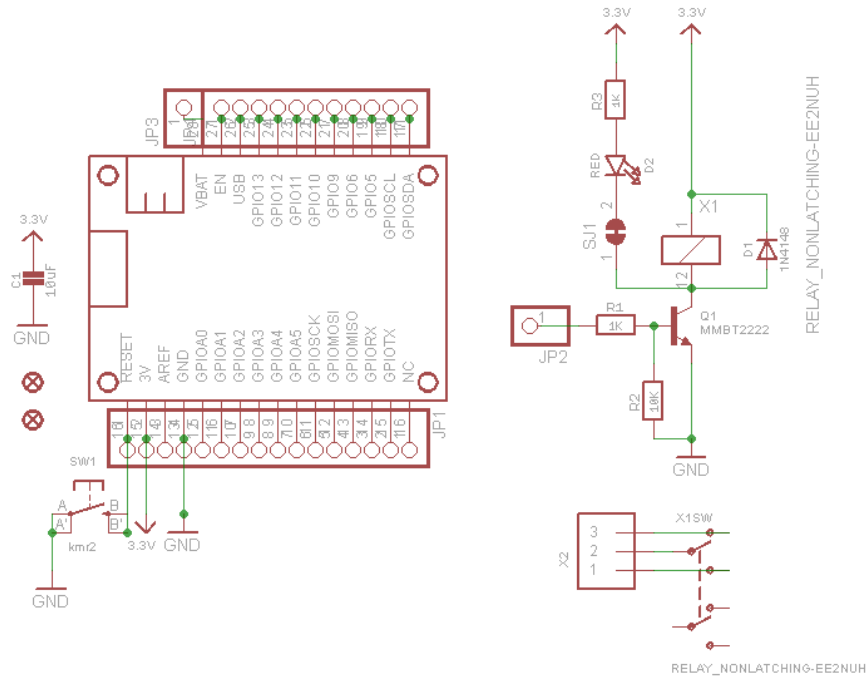 3.3V
3.3V
R3
1K
RED
D2
SJ1
2
1
X1
1
12
D1
1N4148
RELAY_NONLATCHING-EE2NUH
JP3
1
VBAT
EN
USB
GPIO13
GPIO12
GPIO11
GPIO10
GPIO9
GPIO6
GPIO5
GPIOSCL
GPIOSDA
3.3V
C1
10uF
GND
RESET
3V
AREF
GND
GPIOA0
GPIOA1
GPIOA2
GPIOA3
GPIOA4
GPIOA5
GPIOSCK
GPIOMOSI
GPIOMISO
GPIORX
GPIOTX
NC
JP1
1
JP2
R1
1K
Q1
MMBT2222
R2
10K
GND
SW1
A
A'
B
B'
kmr2
3.3V
GND
GND
X2
3
2
1
X1SW
RELAY_NONLATCHING-EE2NUH